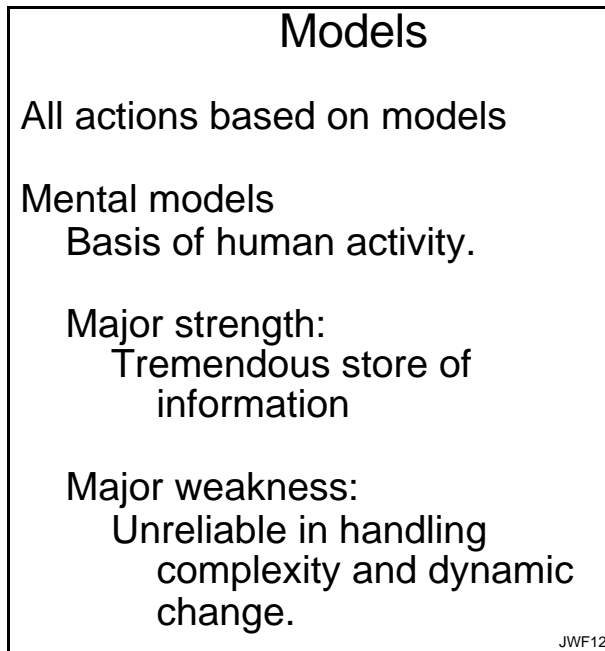 Models
All actions based on models
Mental models
Basis of human activity.
Major strength:
Tremendous store of
information
Major weakness:
Unreliable in handling
complexity and dynamic
change.
JWF12